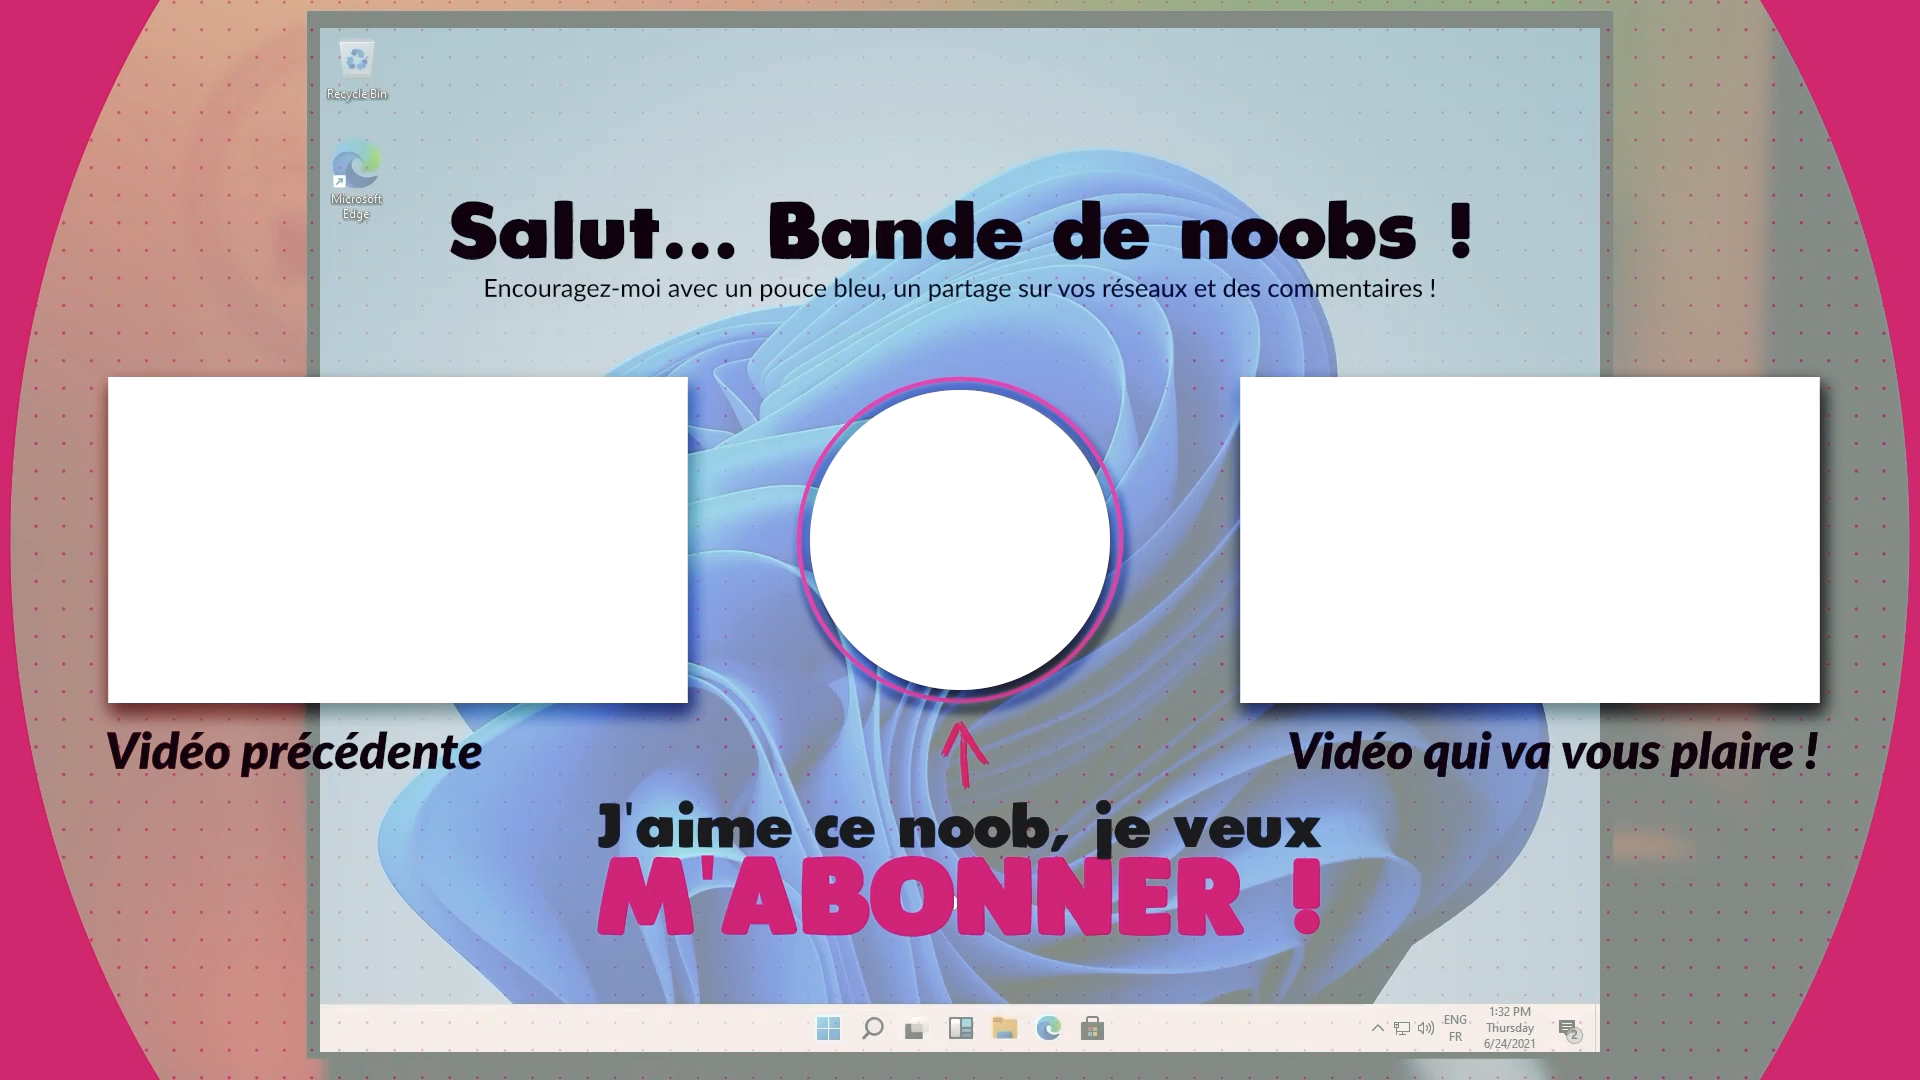 Recycle Bin
Microsoft
Edge
Salut... Bande de noobs !
Encouragez-moi avec un pouce bleu, un partage sur vos réseaux et des commentaires !
Vidéo précédente
Vidéo qui va vous plaire !
J'aime ce noob, je veux
M'ABONNER !
ENG
FR
1:32 PM
Thursday
6/24/2021
2